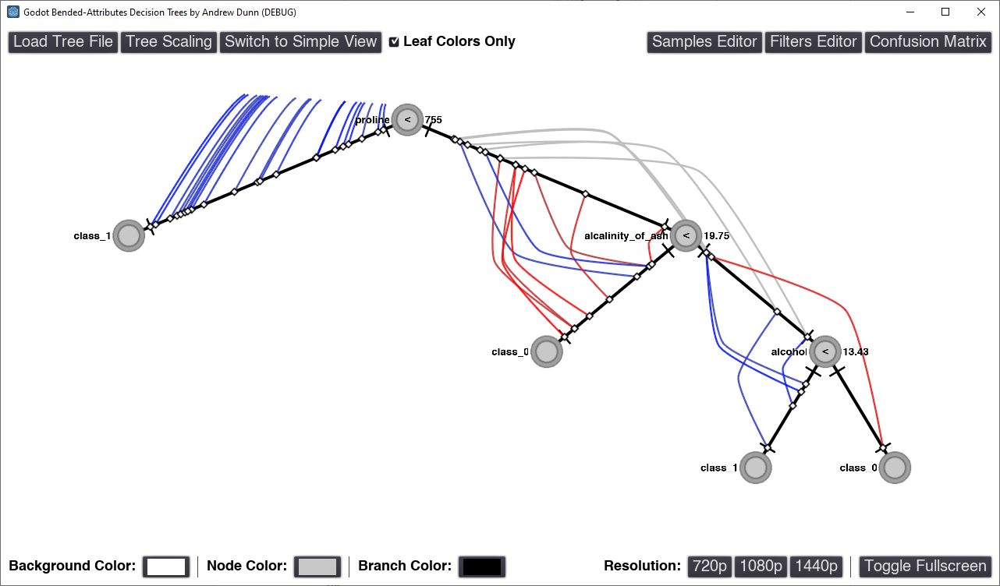 Godot Bended-Attributes Decision Trees by Andrew Dunn (DEBUG)
Load Tree File Tree Scaling Switch to Simple View Leaf Colors Only Samples Editor Filters Editor Confusion Matrix
proline < 755
class_1 alcalinity_of_ash < 19.75
class_0 alcohol < 13.43
class_1 class_0
Background Color: Node Color: Branch Color: Resolution: 720p 1080p 1440p Toggle Fullscreen